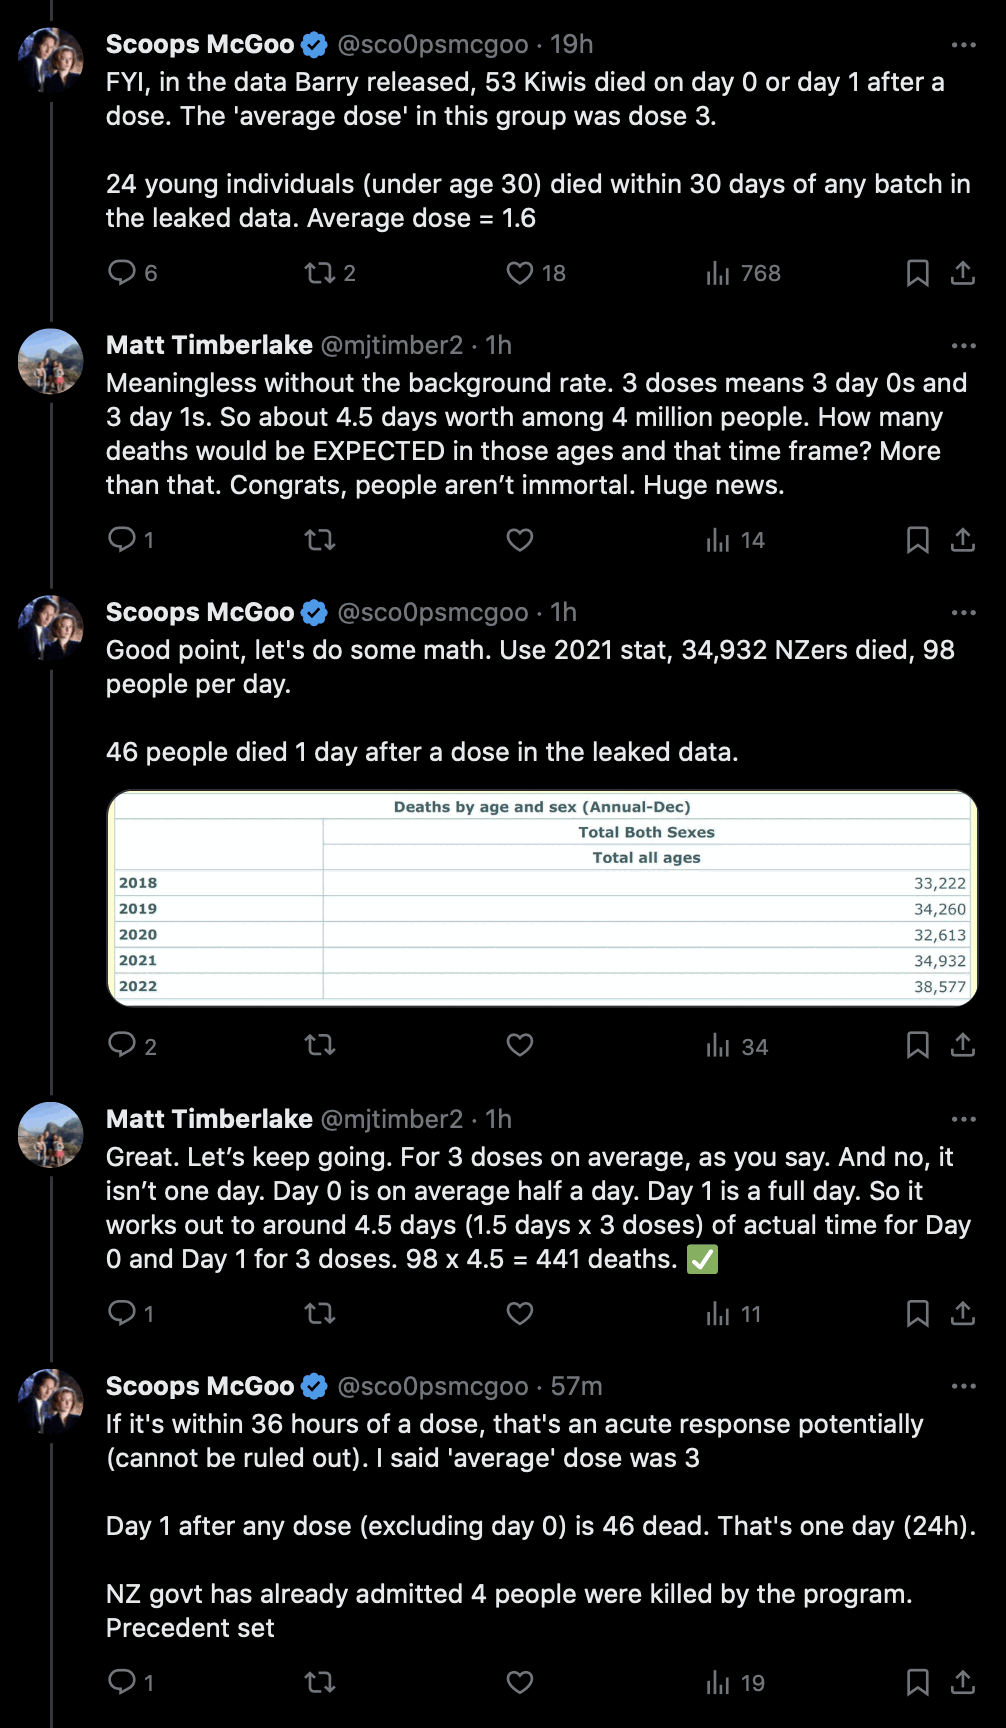 Scoops McGoo @sco0psmcgoo · 19h
FYI, in the data Barry released, 53 Kiwis died on day 0 or day 1 after a
dose. The 'average dose' in this group was dose 3.
24 young individuals (under age 30) died within 30 days of any batch in
the leaked data. Average dose = 1.6
6 2 18 768
Matt Timberlake @mjtimber2 · 1h
Meaningless without the background rate. 3 doses means 3 day 0s and
3 day 1s. So about 4.5 days worth among 4 million people. How many
deaths would be EXPECTED in those ages and that time frame? More
than that. Congrats, people aren’t immortal. Huge news.
1 14
Scoops McGoo @sco0psmcgoo · 1h
Good point, let's do some math. Use 2021 stat, 34,932 NZers died, 98
people per day.
46 people died 1 day after a dose in the leaked data.
Deaths by age and sex (Annual-Dec)
Total Both Sexes
Total all ages
2018 33,222
2019 34,260
2020 32,613
2021 34,932
2022 38,577
2 34
Matt Timberlake @mjtimber2 · 1h
Great. Let’s keep going. For 3 doses on average, as you say. And no, it
isn’t one day. Day 0 is on average half a day. Day 1 is a full day. So it
works out to around 4.5 days (1.5 days x 3 doses) of actual time for Day
0 and Day 1 for 3 doses. 98 x 4.5 = 441 deaths. ✅
1 11
Scoops McGoo @sco0psmcgoo · 57m
If it's within 36 hours of a dose, that's an acute response potentially
(cannot be ruled out). I said 'average' dose was 3
Day 1 after any dose (excluding day 0) is 46 dead. That's one day (24h).
NZ govt has already admitted 4 people were killed by the program.
Precedent set
1 19